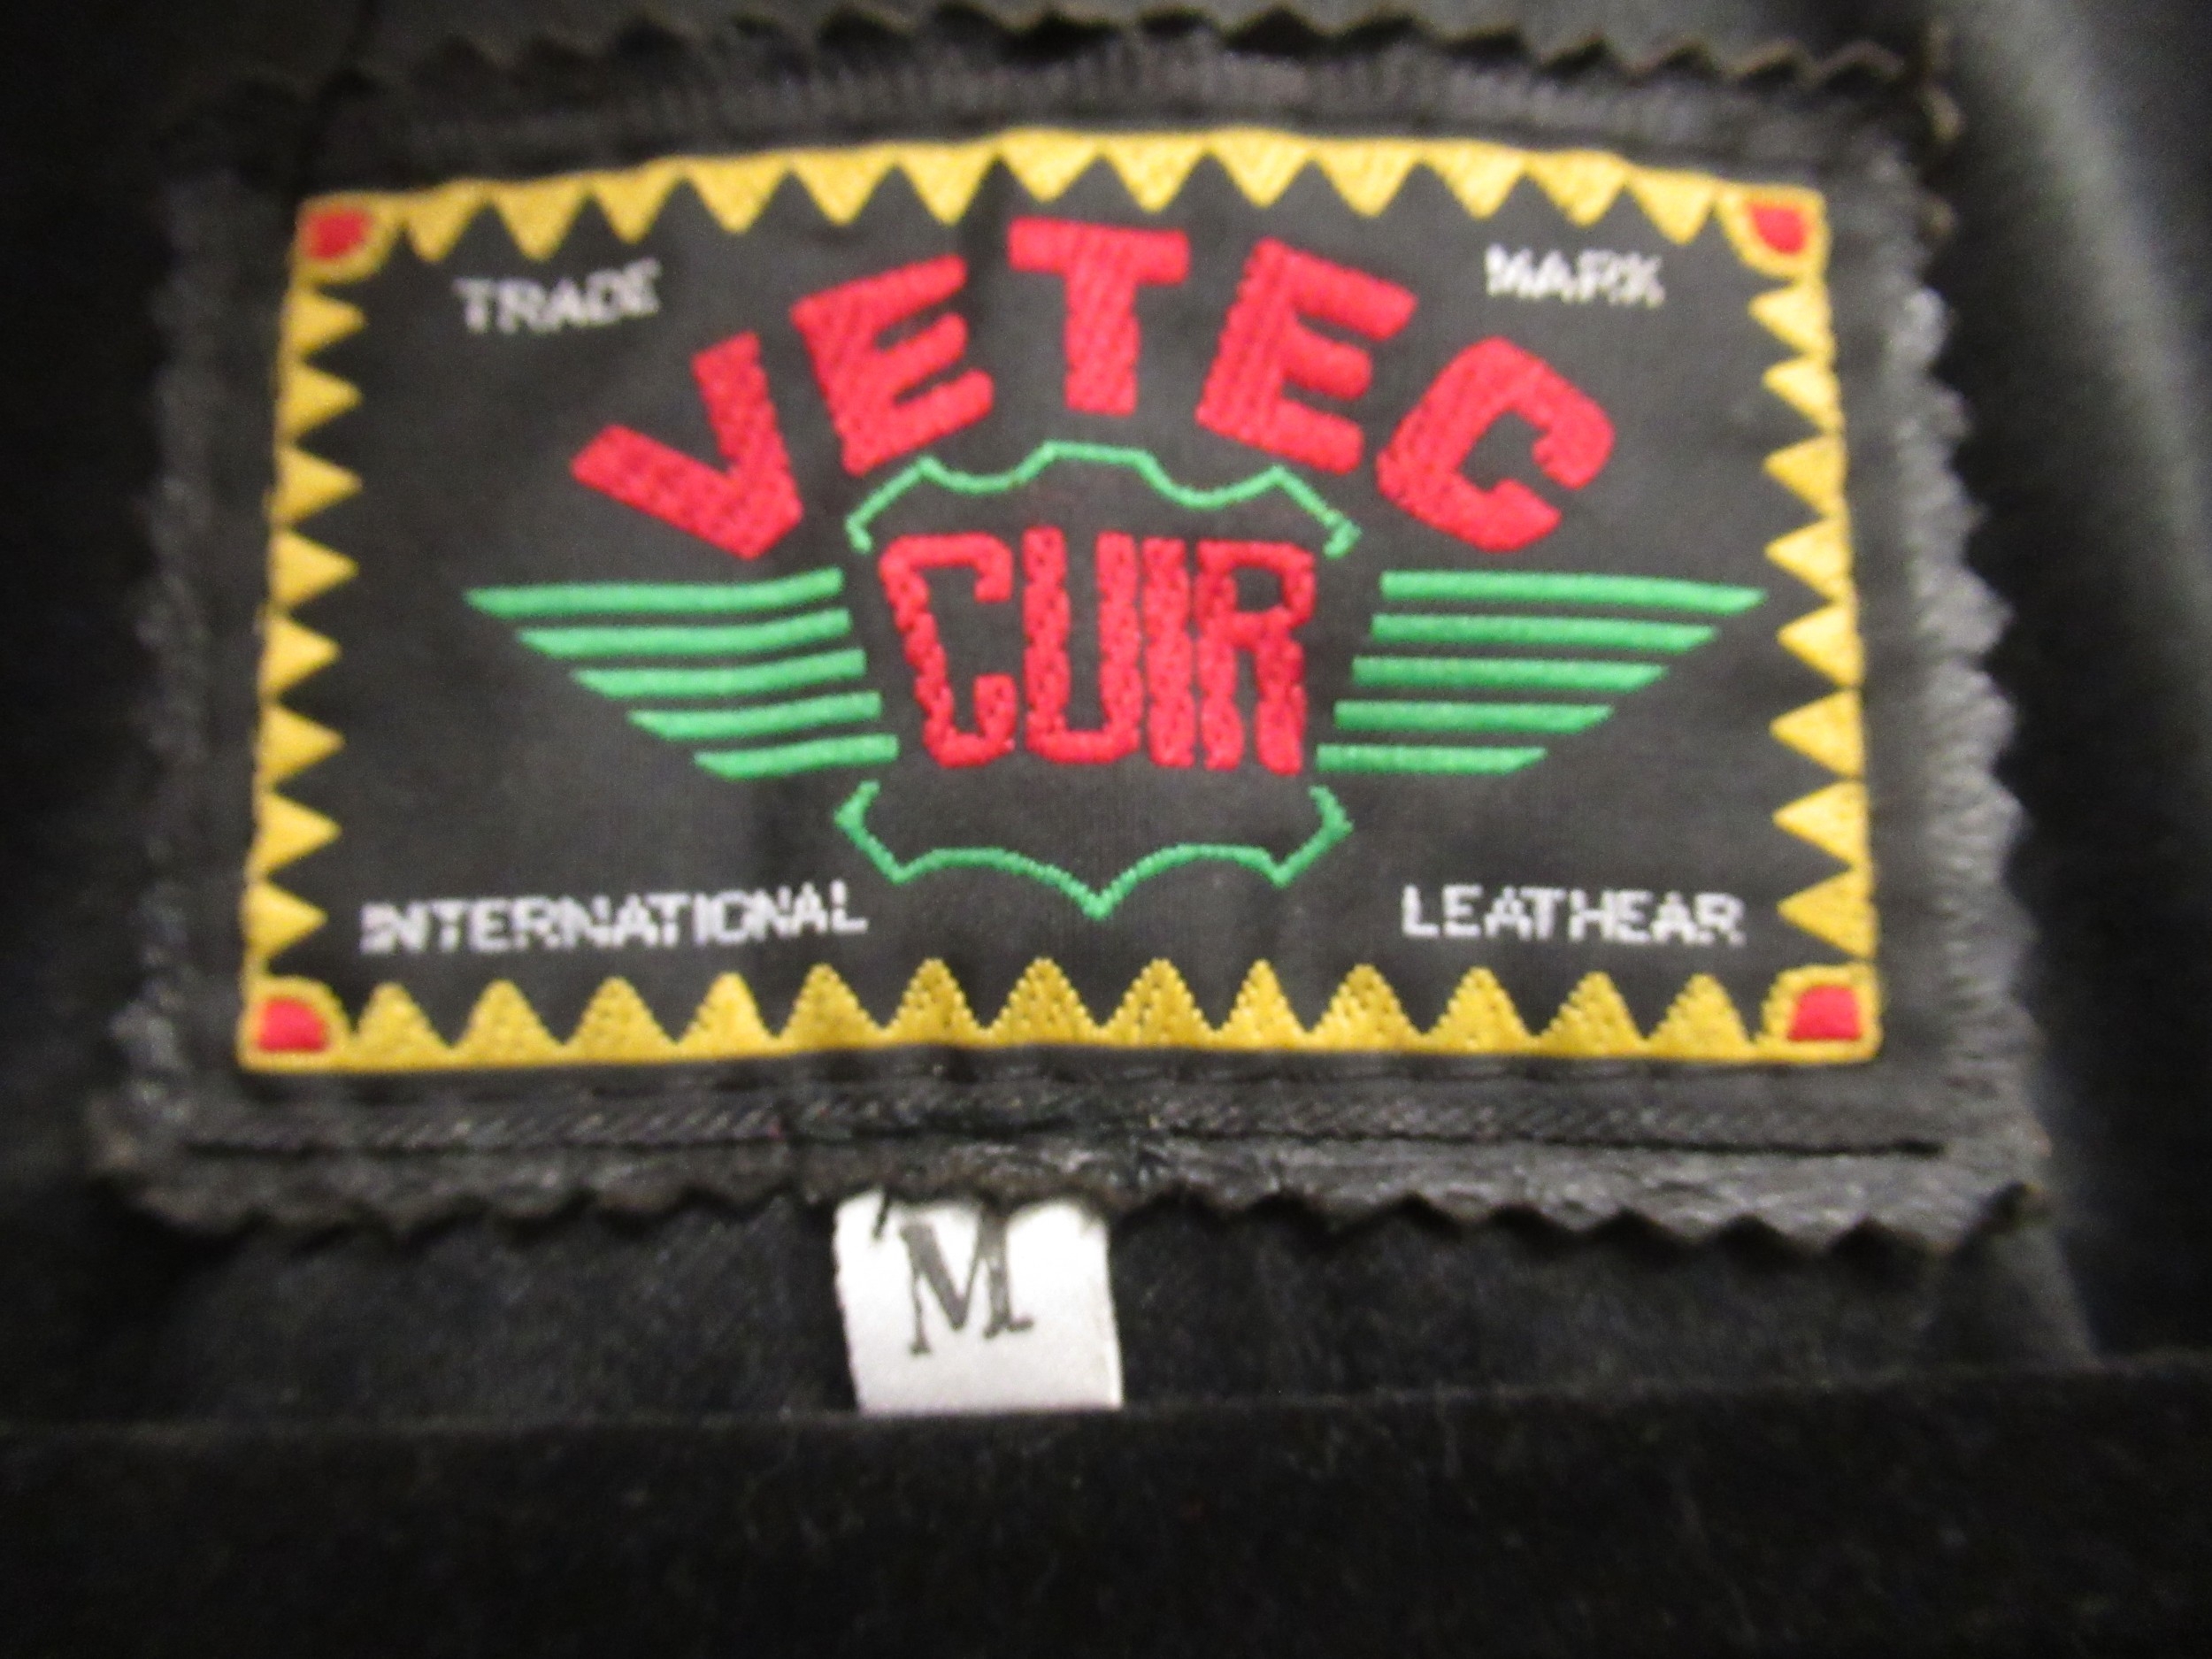 TRADE MARK
VETEC
CUIR
INTERNATIONAL LEATHEAR
M